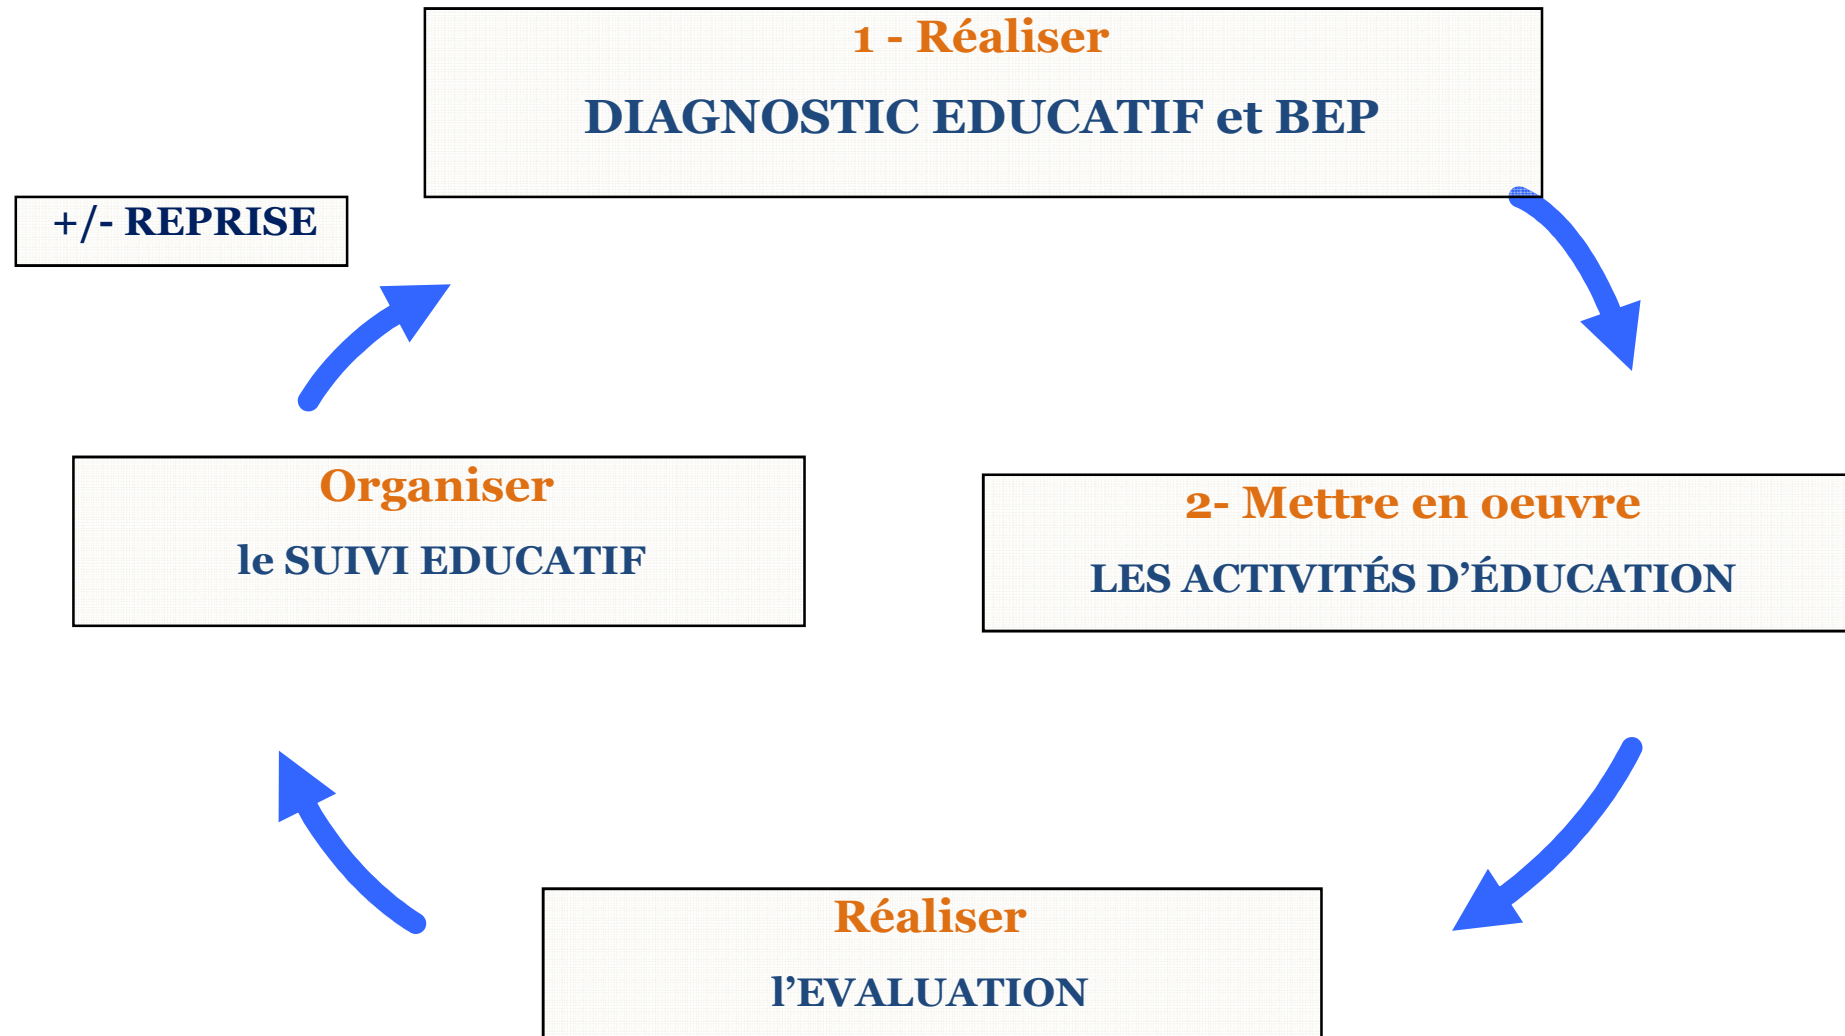 1 - Réaliser
DIAGNOSTIC EDUCATIF et BEP
+/- REPRISE
Organiser
le SUIVI EDUCATIF
2- Mettre en oeuvre
LES ACTIVITÉS D’ÉDUCATION
Réaliser
l’EVALUATION